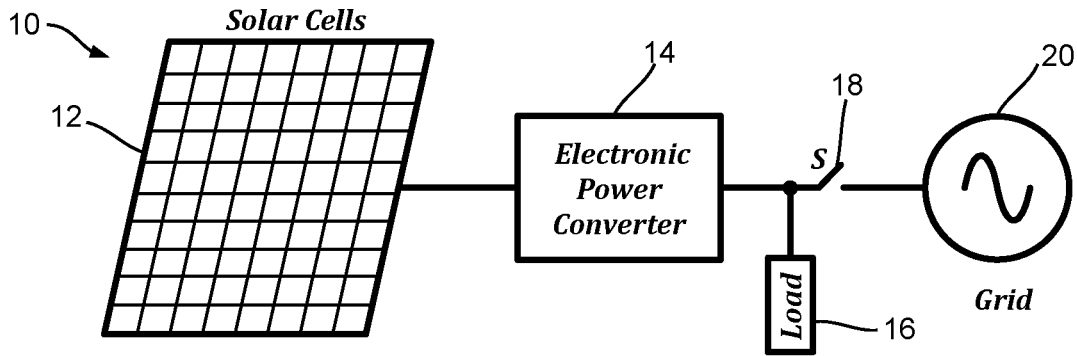 10
Solar Cells
12
14
Electronic
Power
Converter
S
18
20
Load
16
Grid